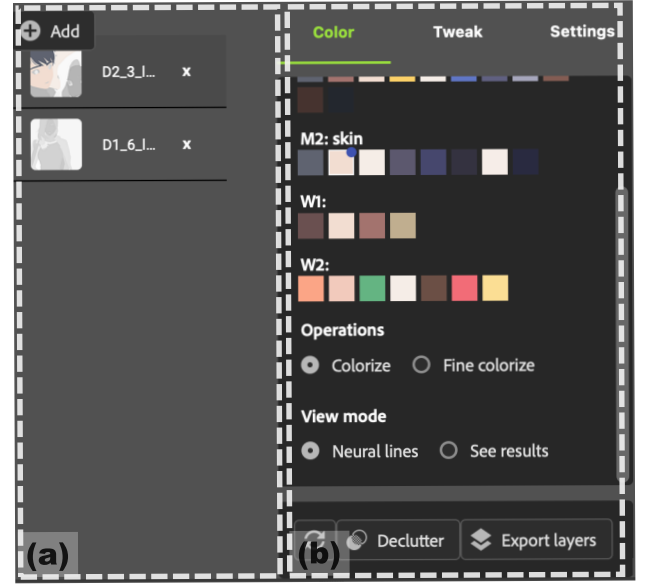 Add
D2_3_l... x
D1_6_l... x
(a)
Color Tweak Settings
M2: skin
W1:
W2:
Operations
Colorize Fine colorize
View mode
Neural lines See results
Declutter Export layers
(b)